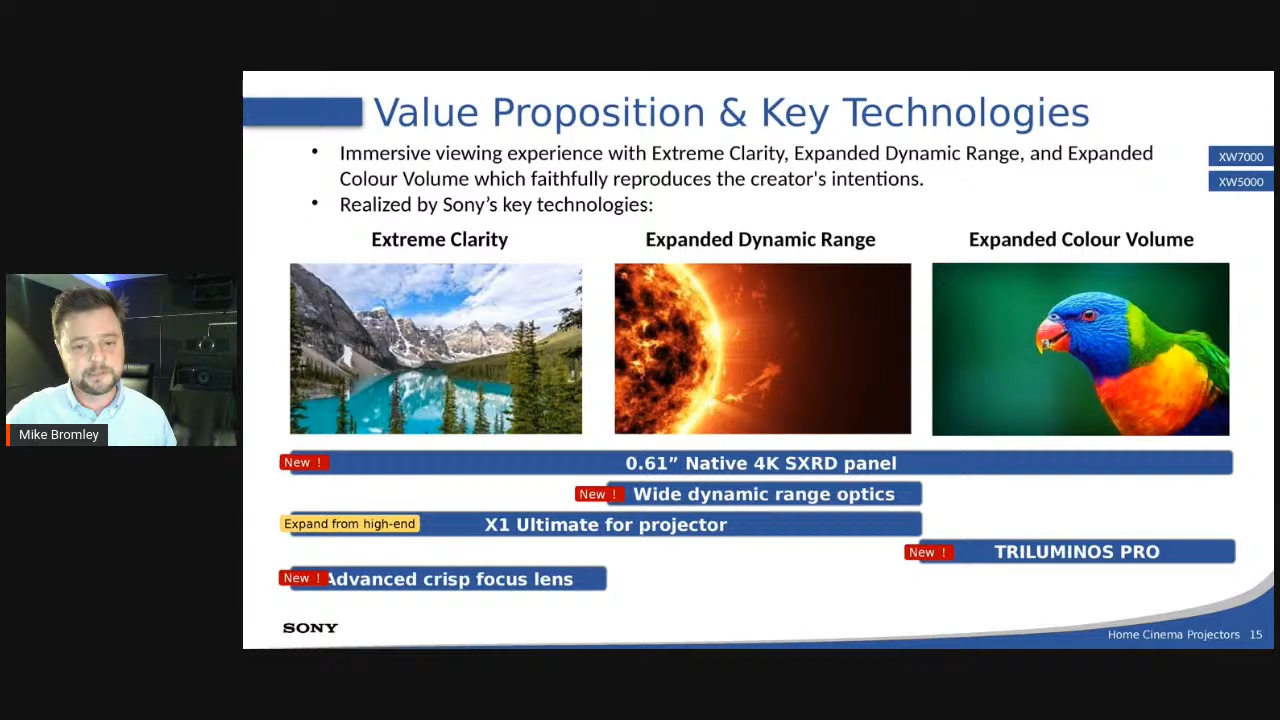 Value Proposition & Key Technologies
• Immersive viewing experience with Extreme Clarity, Expanded Dynamic Range, and Expanded
Colour Volume which faithfully reproduces the creator's intentions.
• Realized by Sony’s key technologies:
XW7000
XW5000
Extreme Clarity
Expanded Dynamic Range
Expanded Colour Volume
Mike Bromley
New !
0.61” Native 4K SXRD panel
New !
Wide dynamic range optics
Expand from high-end
X1 Ultimate for projector
New !
TRILUMINOS PRO
New !
Advanced crisp focus lens
SONY
Home Cinema Projectors 15